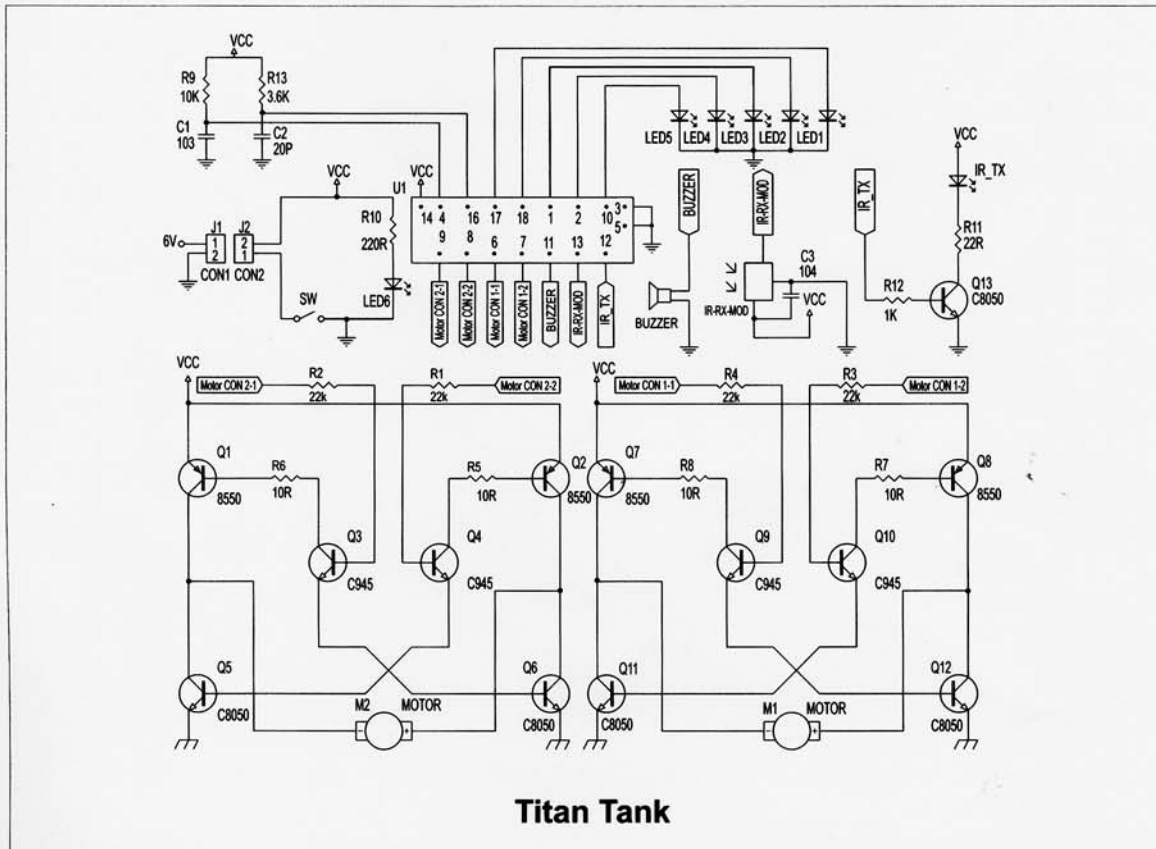 VCC
R9
10K
R13
3.6K
C1
103
C2
20P
LED5
LED4
LED3
LED2
LED1
VCC
IR_TX
R11
22R
Q13
C8050
R12
1K
VCC
U1
VCC
14 4 16 17 18 1 2 10 3
5
9 8 6 7 11 13 12
R10
220R
LED6
J1
6V
1
2
CON1
J2
2
1
CON2
SW
Motor CON 2-1
Motor CON 2-2
Motor CON 1-1
Motor CON 1-2
BUZZER
IR-RX-MOD
IR_TX
BUZZER
BUZZER
IR-RX-MOD
IR-RX-MOD
C3
104
VCC
IR_TX
VCC
Motor CON 2-1
R2
22k
R1
22k
Motor CON 2-2
Q1
8550
R6
10R
R5
10R
Q2
8550
Q3
C945
Q4
C945
Q5
C8050
M2
MOTOR
- +
Q6
C8050
VCC
Motor CON 1-1
R4
22k
R3
22k
Motor CON 1-2
Q7
8550
R8
10R
R7
10R
Q8
8550
Q9
C945
Q10
C945
Q11
C8050
M1
MOTOR
- +
Q12
C8050
Titan Tank